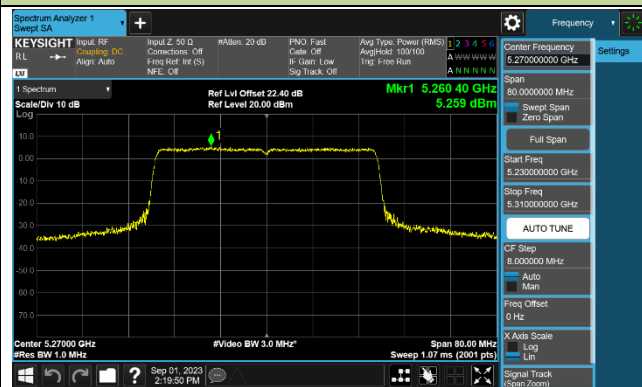 Spectrum Analyzer 1
Swept SA
+
Frequency
KEYSIGHT
Input: RF
Coupling: DC
Align: Auto
RL
LXI
Input Z: 50 Ω
Corrections: Off
Freq Ref: Int (S)
NFE: Off
#Atten: 20 dB
PNO: Fast
Gate: Off
IF Gain: Low
Sig Track: Off
Avg Type: Power (RMS)
Avg|Hold: 100/100
Trig: Free Run
1 2 3 4 5 6
A W W W W W
A N N N N N
1 Spectrum
Scale/Div 10 dB
Log
Ref Lvl Offset 22.40 dB
Ref Level 20.00 dBm
Mkr1 5.260 40 GHz
5.259 dBm
1
10.0
0.00
-10.0
-20.0
-30.0
-40.0
-50.0
-60.0
-70.0
Center 5.27000 GHz
#Res BW 1.0 MHz
#Video BW 3.0 MHz*
Span 80.00 MHz
Sweep 1.07 ms (2001 pts)
Sep 01, 2023
2:19:50 PM
?
Center Frequency
5.270000000 GHz
Settings
Span
80.0000000 MHz
Swept Span
Zero Span
Full Span
Start Freq
5.230000000 GHz
Stop Freq
5.310000000 GHz
AUTO TUNE
CF Step
8.000000 MHz
Auto
Man
Freq Offset
0 Hz
X Axis Scale
Log
Lin
Signal Track
(Span Zoom)